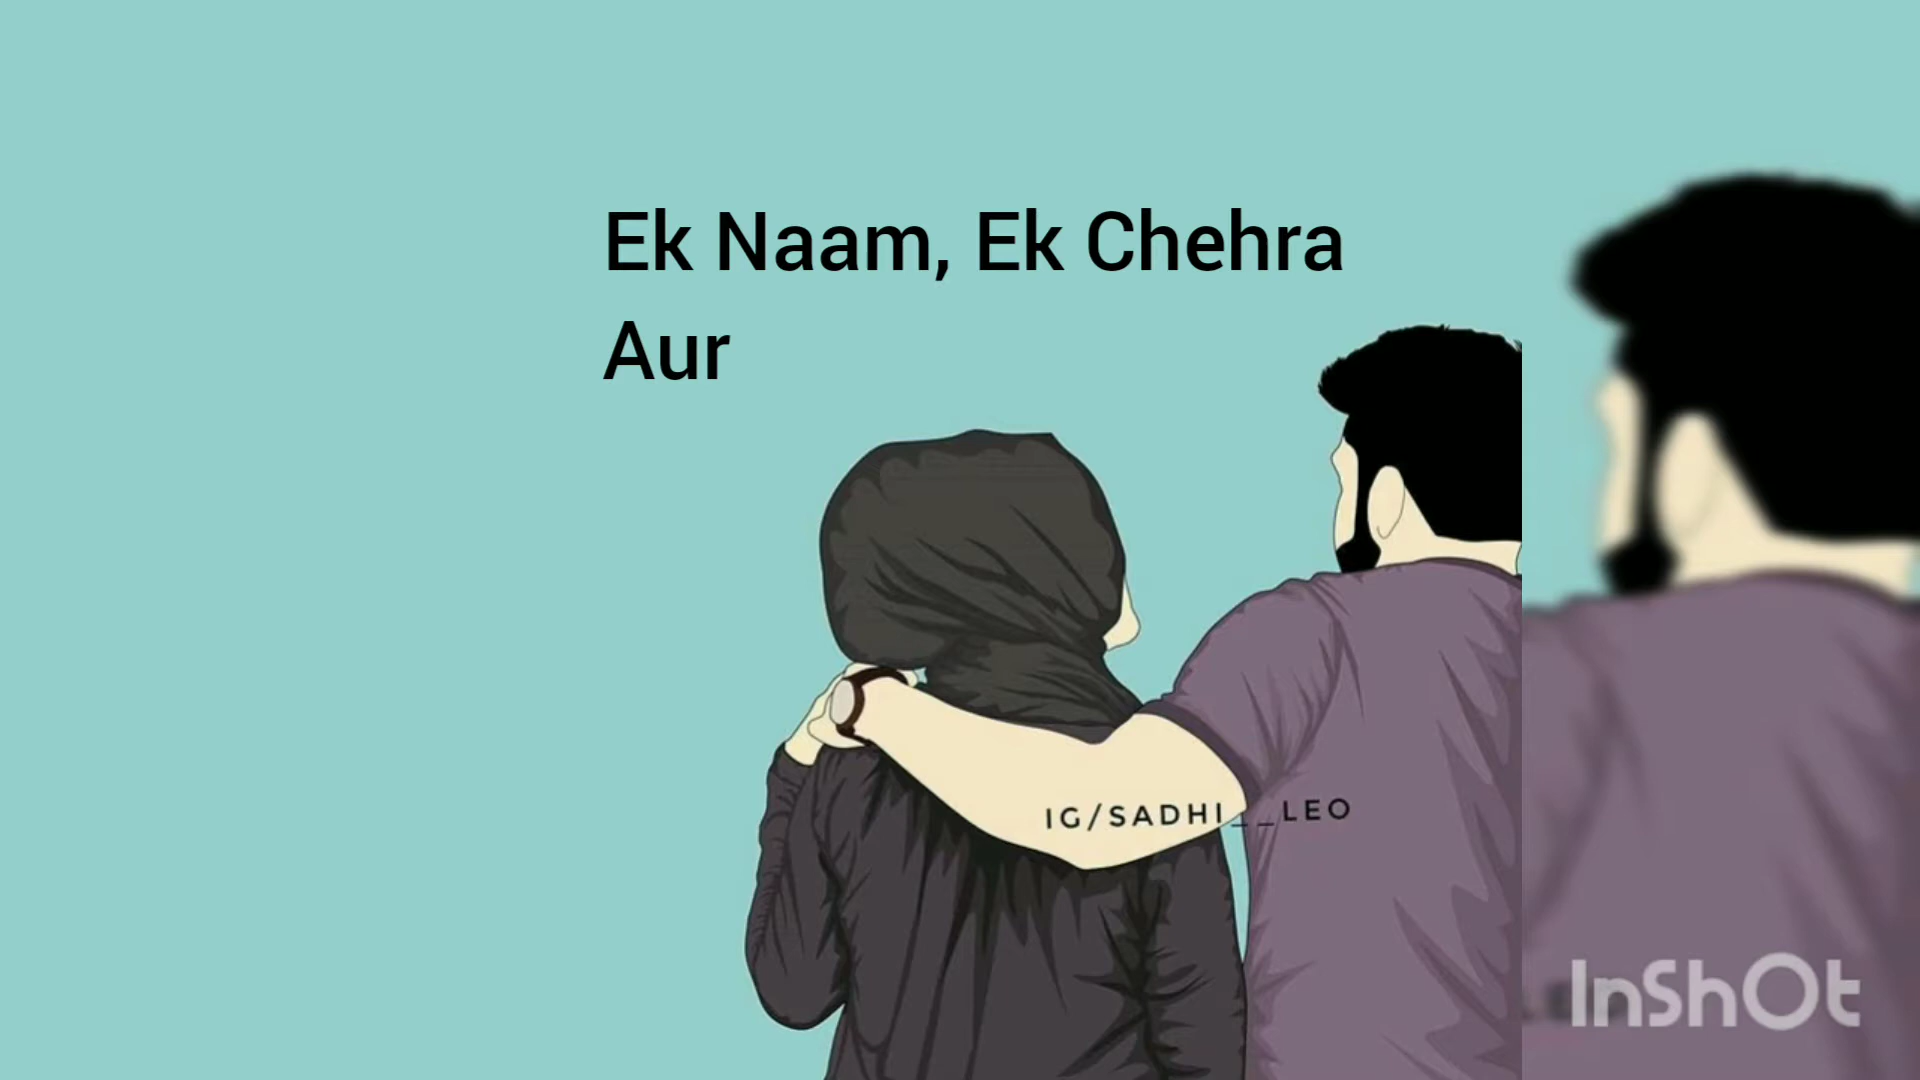 Ek Naam, Ek Chehra
Aur
IG/SADHI__LEO
InShOt